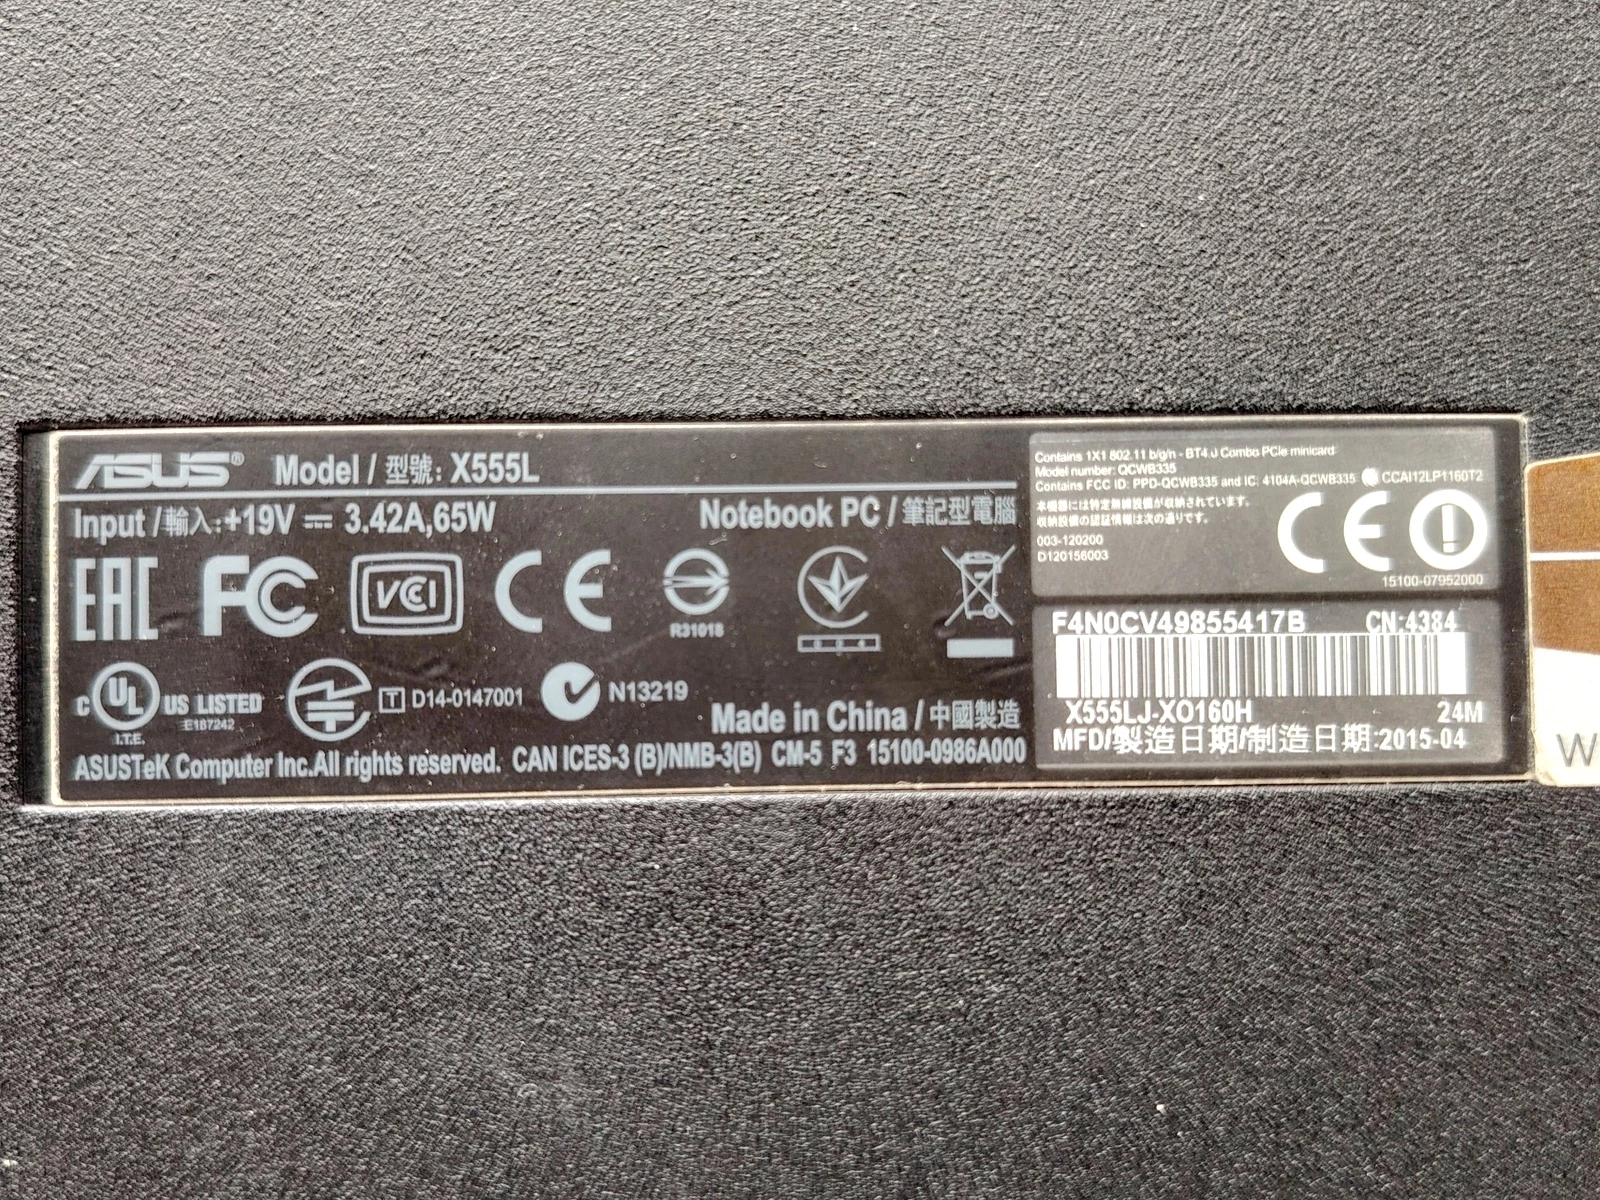 ASUS® Model / 型號: X555L
Input / 輸入:+19V ⎓ 3.42A,65W Notebook PC / 筆記型電腦
EAC FC VCCI CE
R31018
024
c UL US LISTED
I.T.E. E187242
T D14-0147001 N13219
Made in China / 中國製造
ASUSTeK Computer Inc.All rights reserved. CAN ICES-3 (B)/NMB-3(B) CM-5 F3 15100-0986A000
Contains 1X1 802.11 b/g/n - BT4.0 Combo PCIe minicard
Model number: QCWB335
Contains FCC ID: PPD-QCWB335 and IC: 4104A-QCWB335 CCAI12LP1160T2
本機器には特定無線設備が収納されています。
収納設備の認証情報は次の通りです。
003-120200
D120156003
CE
15100-07952000
F4N0CV49855417B CN:4384
X555LJ-XO160H 24M
MFD/製造日期/制造日期:2015-04
W